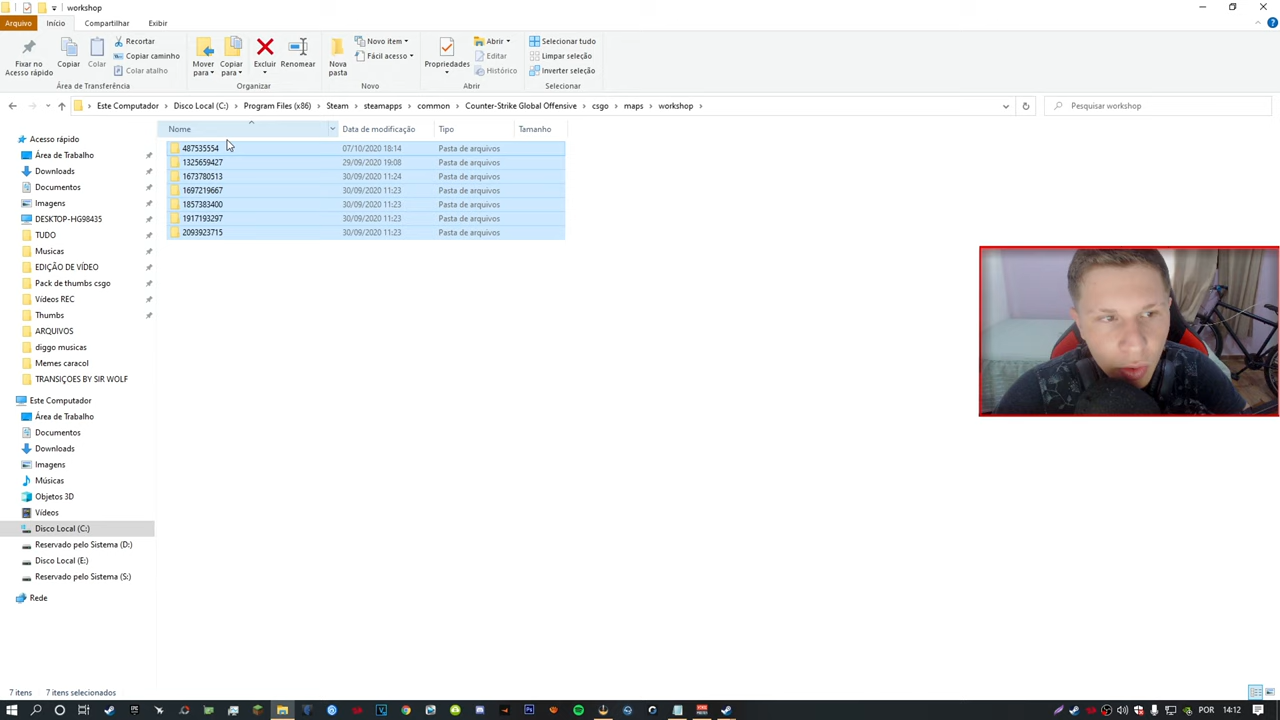 workshop
Arquivo Início Compartilhar Exibir
Fixar no Acesso rápido
Copiar
Colar
Recortar
Copiar caminho
Colar atalho
Mover para
Copiar para
Excluir
Renomear
Nova pasta
Novo item
Fácil acesso
Propriedades
Abrir
Editar
Histórico
Selecionar tudo
Limpar seleção
Inverter seleção
Área de Transferência Organizar Novo Abrir Selecionar
Este Computador > Disco Local (C:) > Program Files (x86) > Steam > steamapps > common > Counter-Strike Global Offensive > csgo > maps > workshop >
Pesquisar workshop
Nome Data de modificação Tipo Tamanho
487535554 07/10/2020 18:14 Pasta de arquivos
1325659427 29/09/2020 19:08 Pasta de arquivos
1673780513 30/09/2020 11:24 Pasta de arquivos
1697219667 30/09/2020 11:23 Pasta de arquivos
1857383400 30/09/2020 11:23 Pasta de arquivos
1917193297 30/09/2020 11:23 Pasta de arquivos
2093923715 30/09/2020 11:23 Pasta de arquivos
Acesso rápido
Área de Trabalho
Downloads
Documentos
Imagens
DESKTOP-HG98435
TUDO
Musicas
EDIÇÃO DE VÍDEO
Pack de thumbs csgo
Vídeos REC
Thumbs
ARQUIVOS
diggo musicas
Memes caracol
TRANSIÇOES BY SIR WOLF
Este Computador
Área de Trabalho
Documentos
Downloads
Imagens
Músicas
Objetos 3D
Vídeos
Disco Local (C:)
Reservado pelo Sistema (D:)
Disco Local (E:)
Reservado pelo Sistema (S:)
Rede
7 itens 7 itens selecionados
POR 14:12